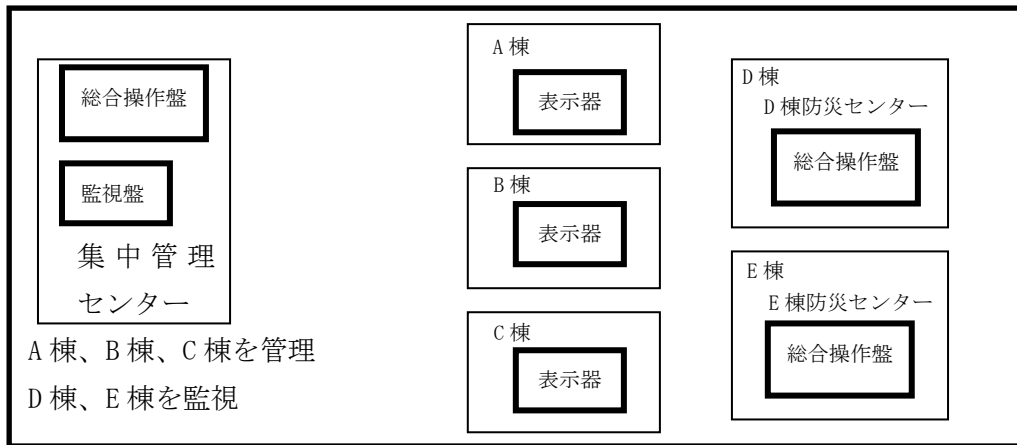 総合操作盤
監視盤
集中管理
センター
A棟、B棟、C棟を管理
D棟、E棟を監視
A棟
表示器
B棟
表示器
C棟
表示器
D棟
D棟防災センター
総合操作盤
E棟
E棟防災センター
総合操作盤